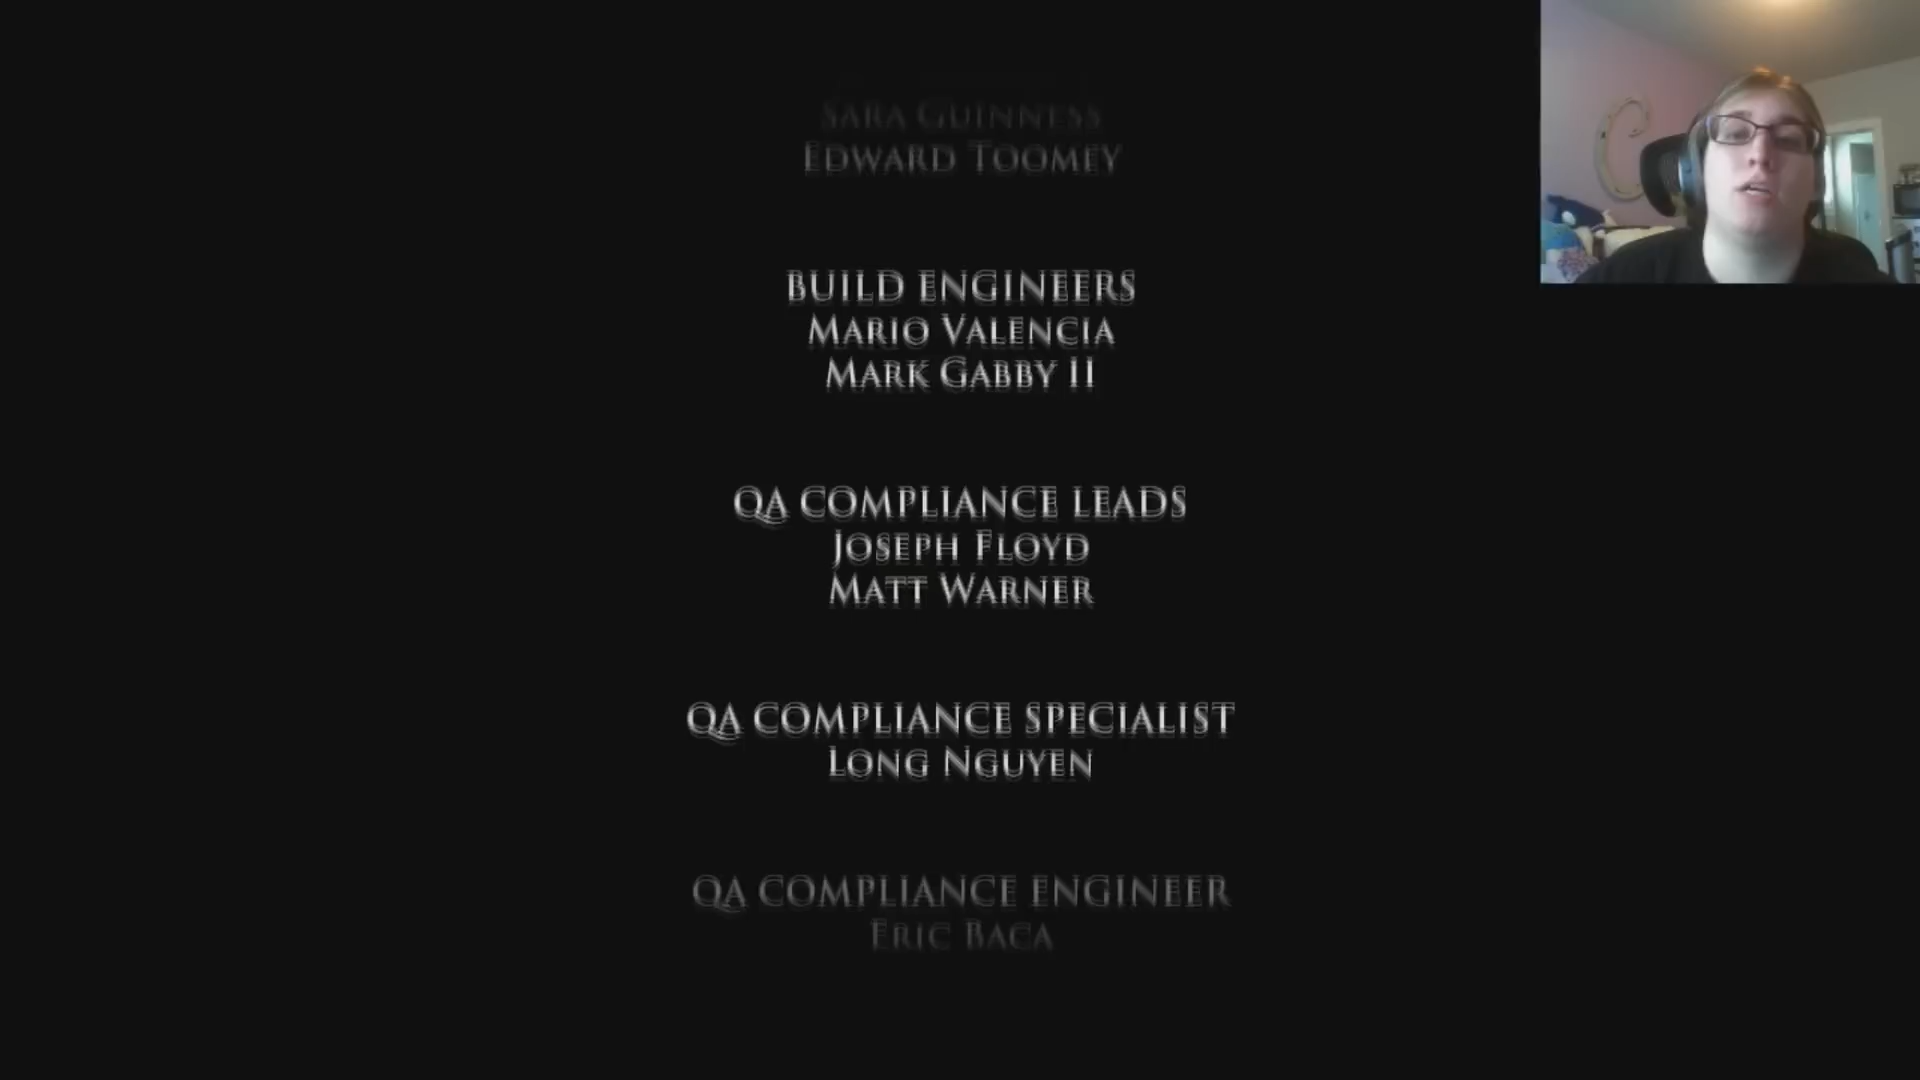 Sara Guinness
Edward Toomey
BUILD ENGINEERS
Mario Valencia
Mark Gabby II
QA COMPLIANCE LEADS
Joseph Floyd
Matt Warner
QA COMPLIANCE SPECIALIST
Long Nguyen
QA COMPLIANCE ENGINEER
Eric Baca